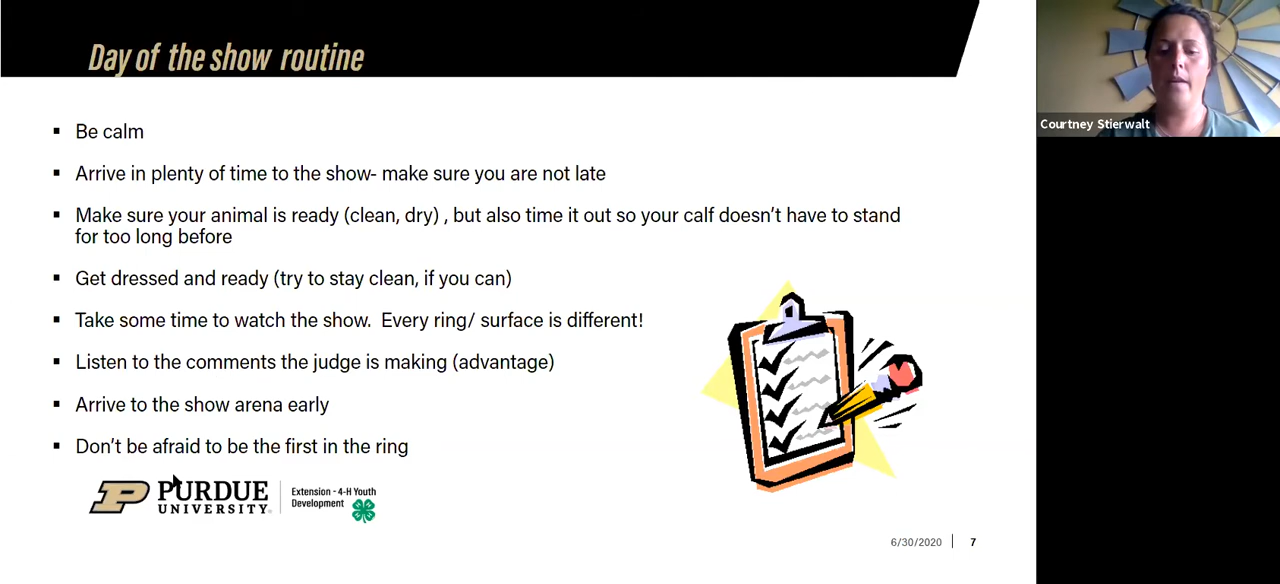 Day of the show routine
Courtney Stierwalt
▪ Be calm
▪ Arrive in plenty of time to the show- make sure you are not late
▪ Make sure your animal is ready (clean, dry) , but also time it out so your calf doesn't have to stand
for too long before
▪ Get dressed and ready (try to stay clean, if you can)
▪ Take some time to watch the show.  Every ring/ surface is different!
▪ Listen to the comments the judge is making (advantage)
▪ Arrive to the show arena early
▪ Don't be afraid to be the first in the ring
P PURDUE
UNIVERSITY®
Extension - 4-H Youth
Development
6/30/2020 | 7